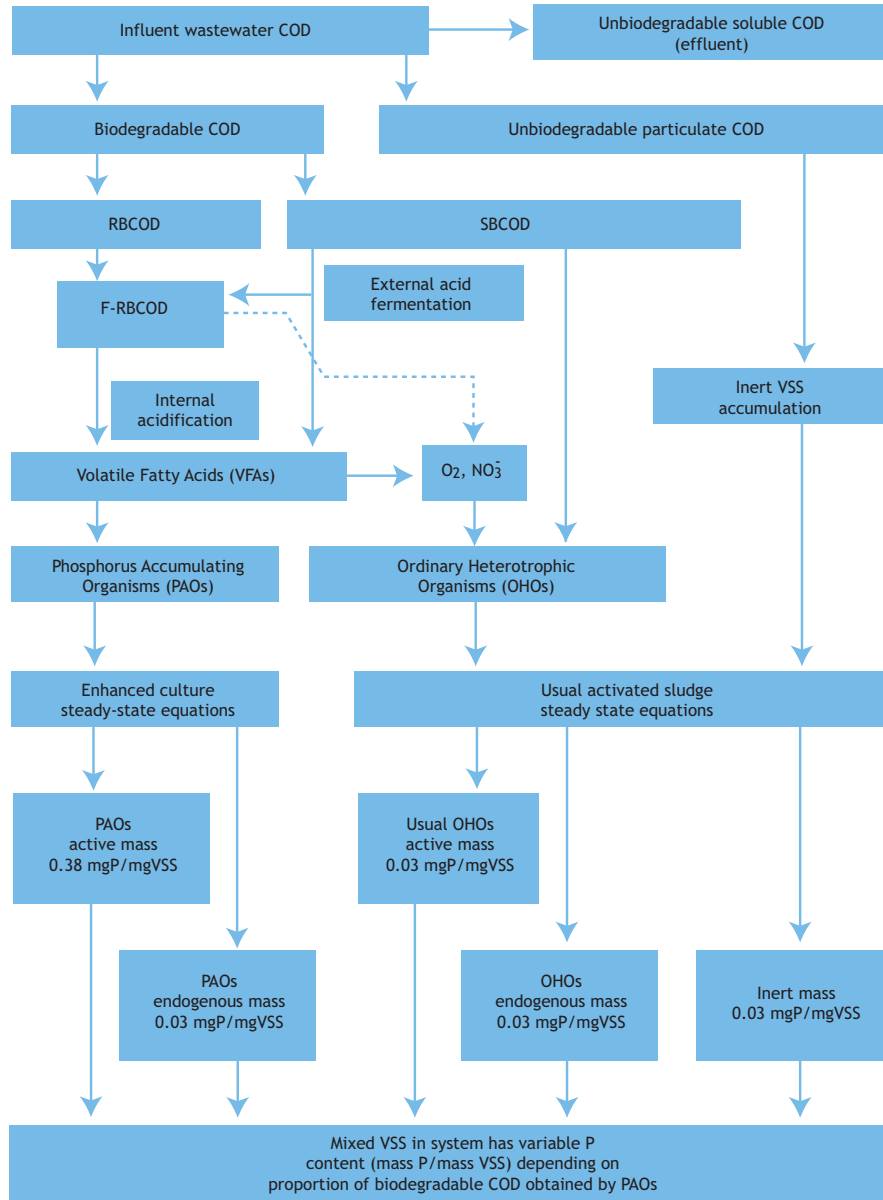 Influent wastewater COD
Unbiodegradable soluble COD
(effluent)
Biodegradable COD
Unbiodegradable particulate COD
RBCOD
SBCOD
F-RBCOD
External acid
fermentation
Internal
acidification
Inert VSS
accumulation
Volatile Fatty Acids (VFAs)
O₂, NO₃⁻
Phosphorus Accumulating
Organisms (PAOs)
Ordinary Heterotrophic
Organisms (OHOs)
Enhanced culture
steady-state equations
Usual activated sludge
steady state equations
PAOs
active mass
0.38 mgP/mgVSS
Usual OHOs
active mass
0.03 mgP/mgVSS
PAOs
endogenous mass
0.03 mgP/mgVSS
OHOs
endogenous mass
0.03 mgP/mgVSS
Inert mass
0.03 mgP/mgVSS
Mixed VSS in system has variable P
content (mass P/mass VSS) depending on
proportion of biodegradable COD obtained by PAOs